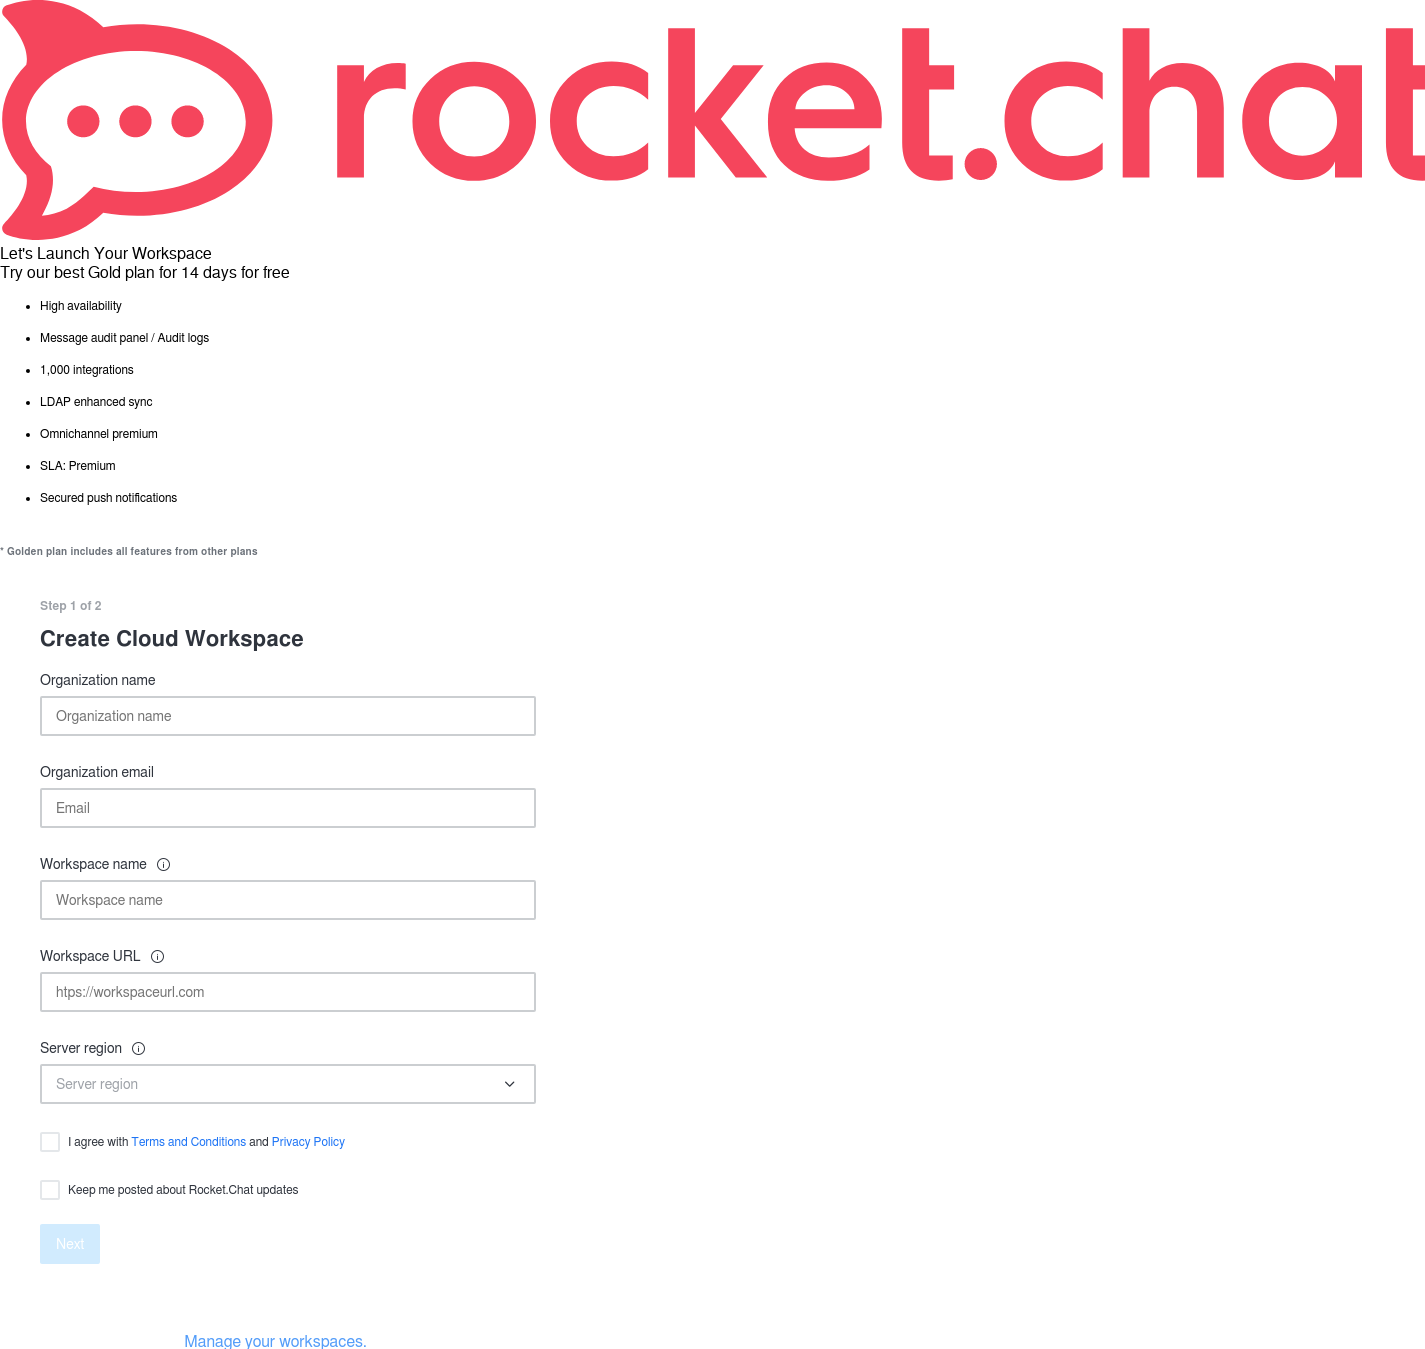 rocket.chat
Let's Launch Your Workspace
Try our best Gold plan for 14 days for free
High availability
Message audit panel / Audit logs
1,000 integrations
LDAP enhanced sync
Omnichannel premium
SLA: Premium
Secured push notifications
* Golden plan includes all features from other plans
Step 1 of 2
Create Cloud Workspace
Organization name
Organization name
Organization email
Email
Workspace name
Workspace name
Workspace URL
htps://workspaceurl.com
Server region
Server region
I agree with Terms and Conditions and Privacy Policy
Keep me posted about Rocket.Chat updates
Next
Manage your workspaces.